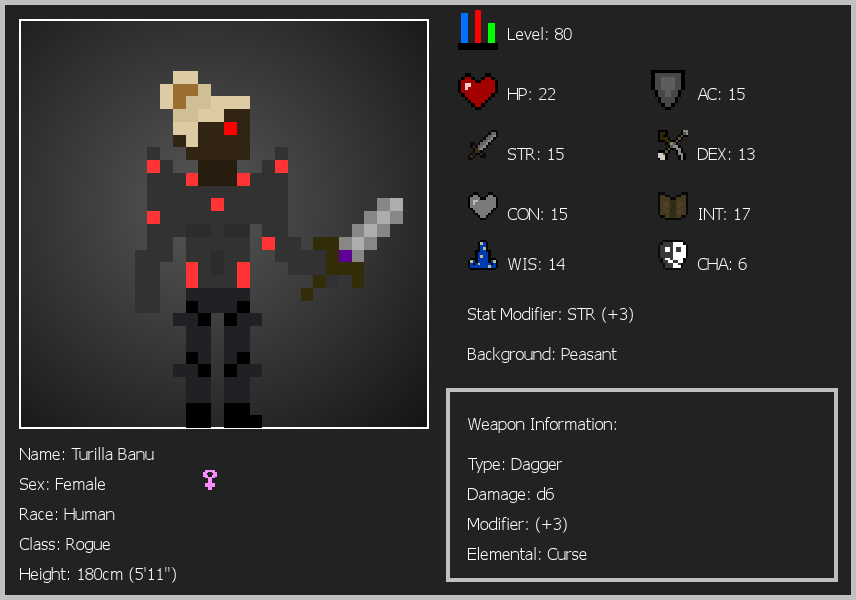 Level: 80
HP: 22
AC: 15
STR: 15
DEX: 13
CON: 15
INT: 17
WIS: 14
CHA: 6
Stat Modifier: STR (+3)
Background: Peasant
Weapon Information:
Type: Dagger
Damage: d6
Modifier: (+3)
Elemental: Curse
Name: Turilla Banu
Sex: Female
Race: Human
Class: Rogue
Height: 180cm (5'11")